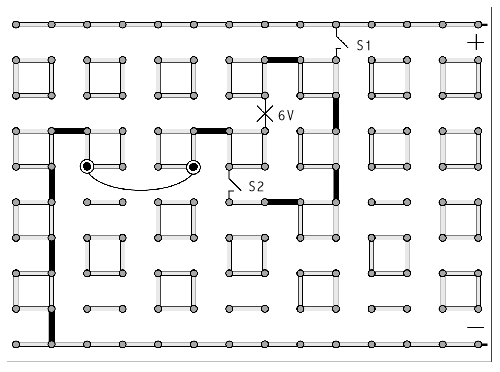 S1
+
6V
S2
—